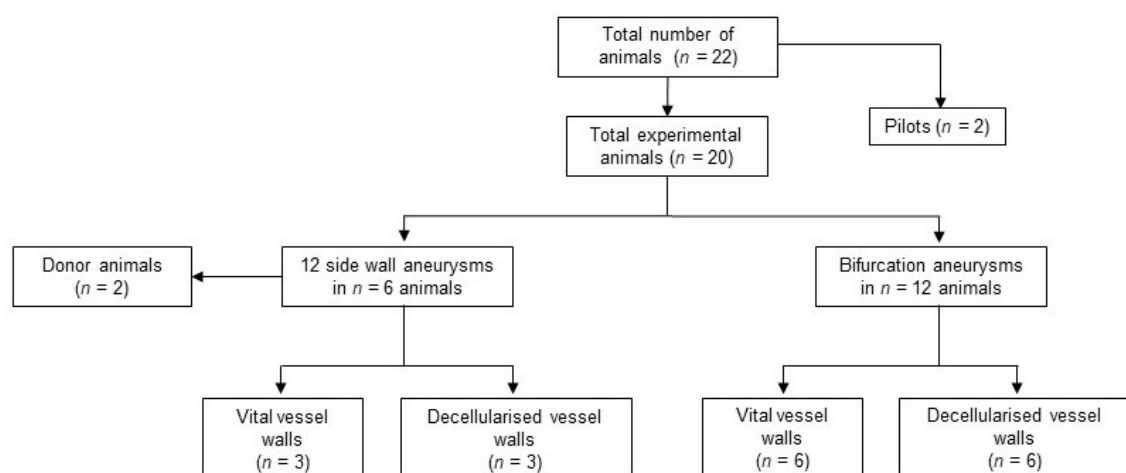 Total number of
animals (n = 22)
Pilots (n = 2)
Total experimental
animals (n = 20)
Donor animals
(n = 2)
12 side wall aneurysms
in n = 6 animals
Bifurcation aneurysms
in n = 12 animals
Vital vessel
walls
(n = 3)
Decellularised vessel
walls
(n = 3)
Vital vessel
walls
(n = 6)
Decellularised vessel
walls
(n = 6)